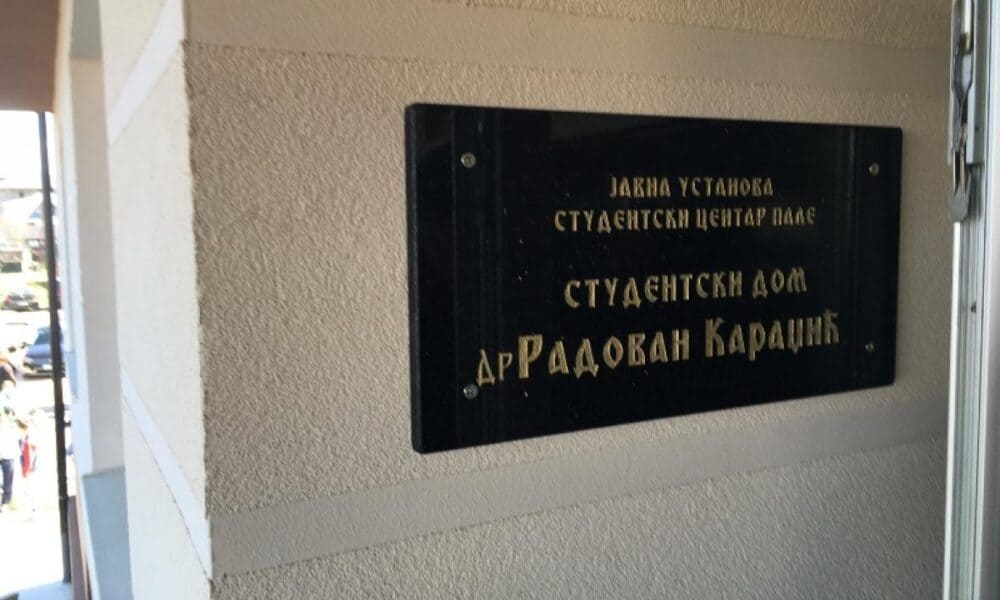 ЈАВНА УСТАНОВА
СТУДЕНТСКИ ЦЕНТАР ПАЛЕ
СТУДЕНТСКИ ДОМ
ДР РАДОВАН КАРАЏИЋ